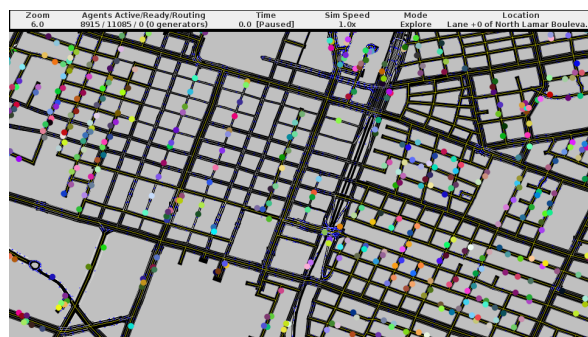 Zoom Agents Active/Ready/Routing Time Sim Speed Mode Location
6.0 8915 / 11085 / 0 (0 generators) 0.0 [Paused] 1.0x Explore Lane +0 of North Lamar Bouleva..